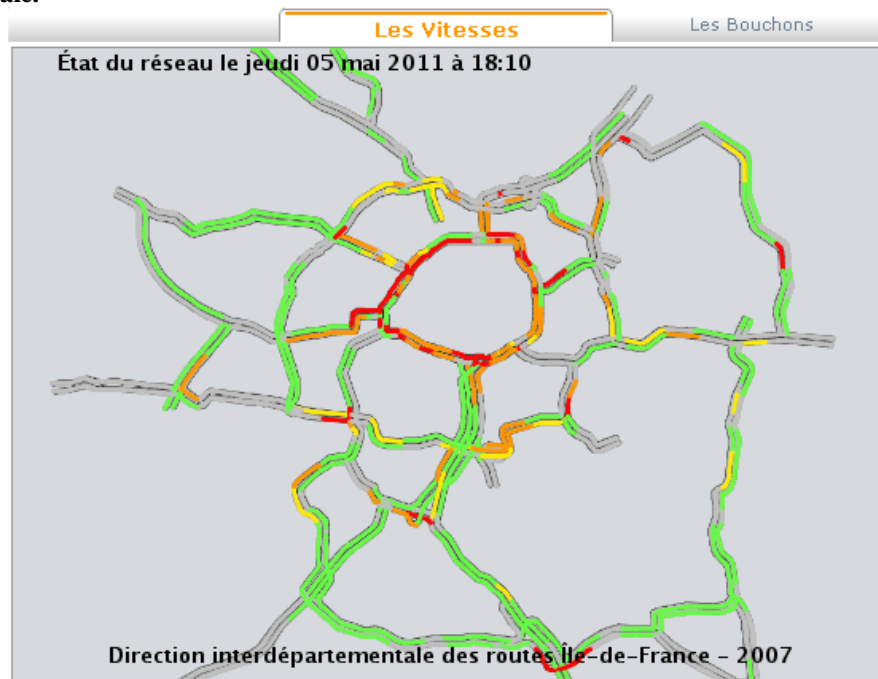 Les Vitesses
Les Bouchons
État du réseau le jeudi 05 mai 2011 à 18:10
Direction interdépartementale des routes Île-de-France - 2007